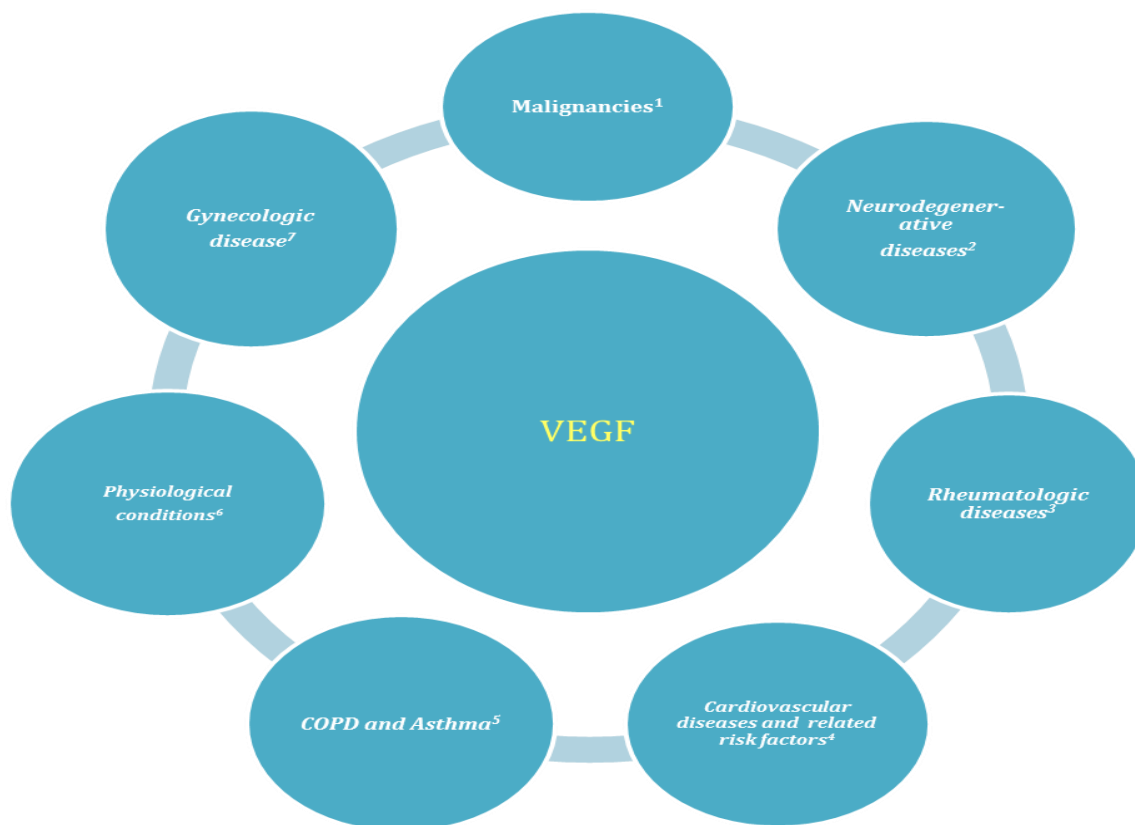 Malignancies¹
Neurodegener-
ative
diseases²
Gynecologic
disease⁷
VEGF
Physiological
conditions⁶
Rheumatologic
diseases³
COPD and Asthma⁵
Cardiovascular
diseases and related
risk factors⁴